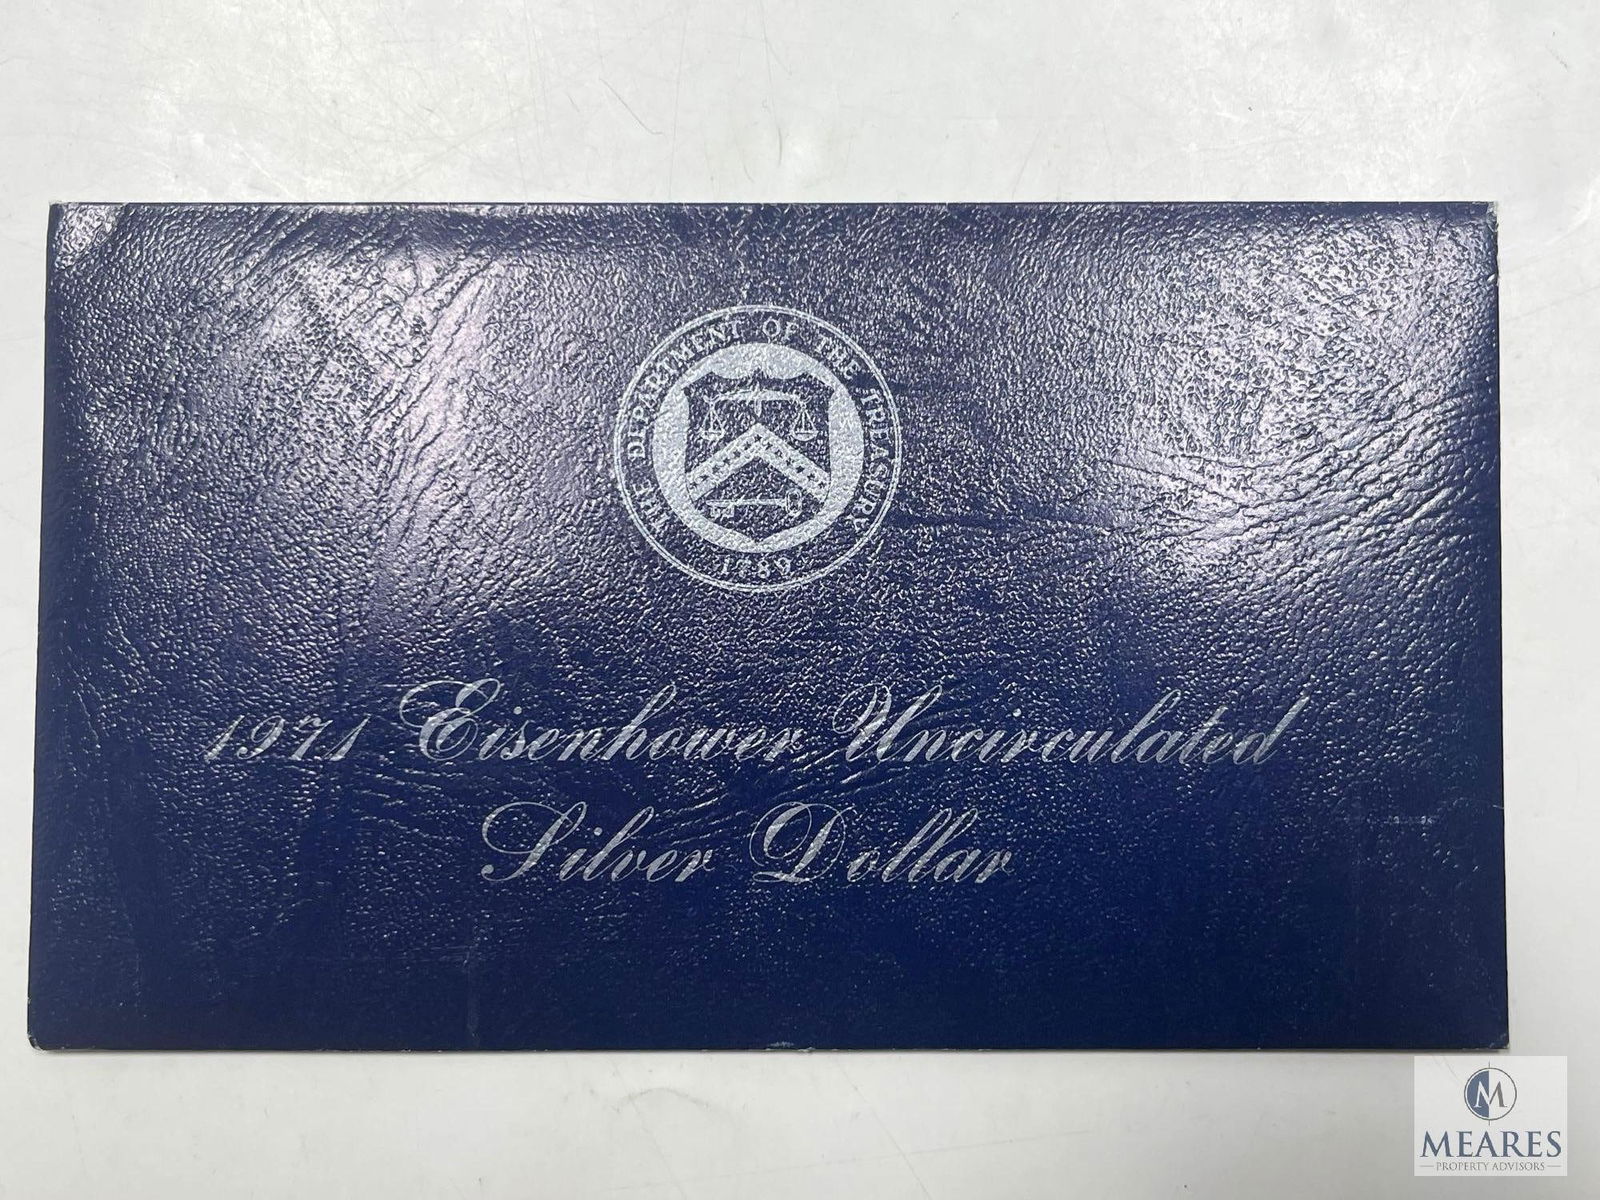 THE DEPARTMENT OF THE TREASURY
1789
1971 Eisenhower Uncirculated
Silver Dollar
M
MEARES
PROPERTY ADVISORS